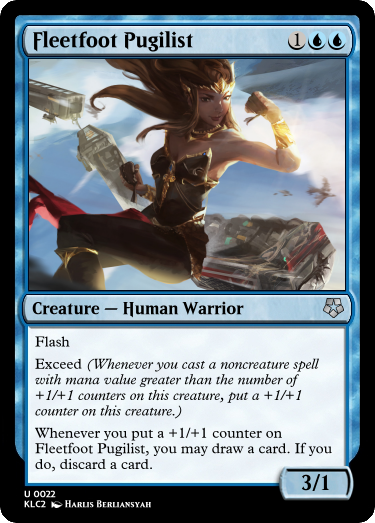 Fleetfoot Pugilist 1
Creature — Human Warrior
Flash
Exceed (Whenever you cast a noncreature spell
with mana value greater than the number of
+1/+1 counters on this creature, put a +1/+1
counter on this creature.)
Whenever you put a +1/+1 counter on
Fleetfoot Pugilist, you may draw a card. If you
do, discard a card.
3/1
U 0022
KLC2 Harlis Berliansyah